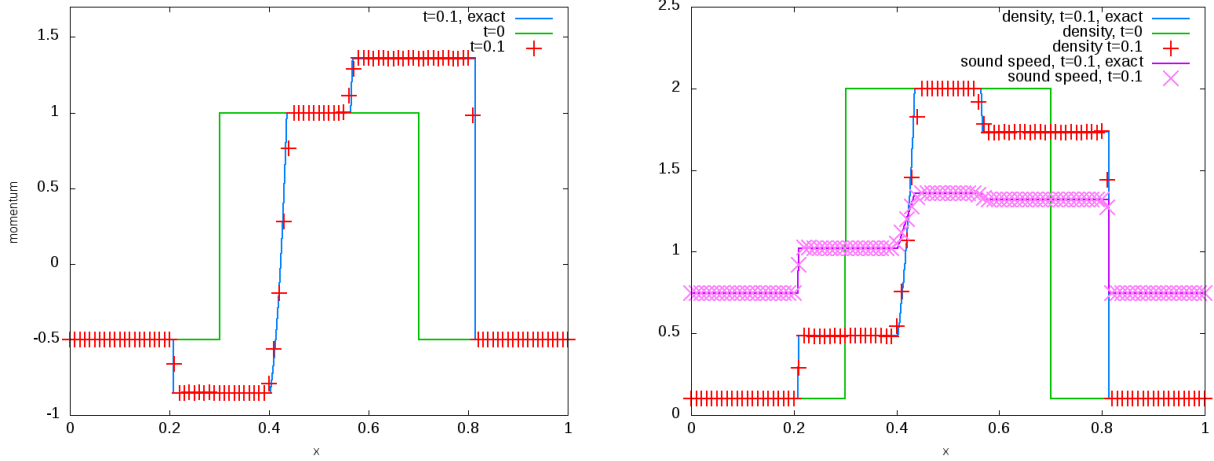 t=0.1, exact
t=0
t=0.1
1.5
1
0.5
0
-0.5
-1
momentum
0 0.2 0.4 0.6 0.8 1
x
density, t=0.1, exact
density, t=0
density t=0.1
sound speed, t=0.1, exact
sound speed, t=0.1
2.5
2
1.5
1
0.5
0
0 0.2 0.4 0.6 0.8 1
x